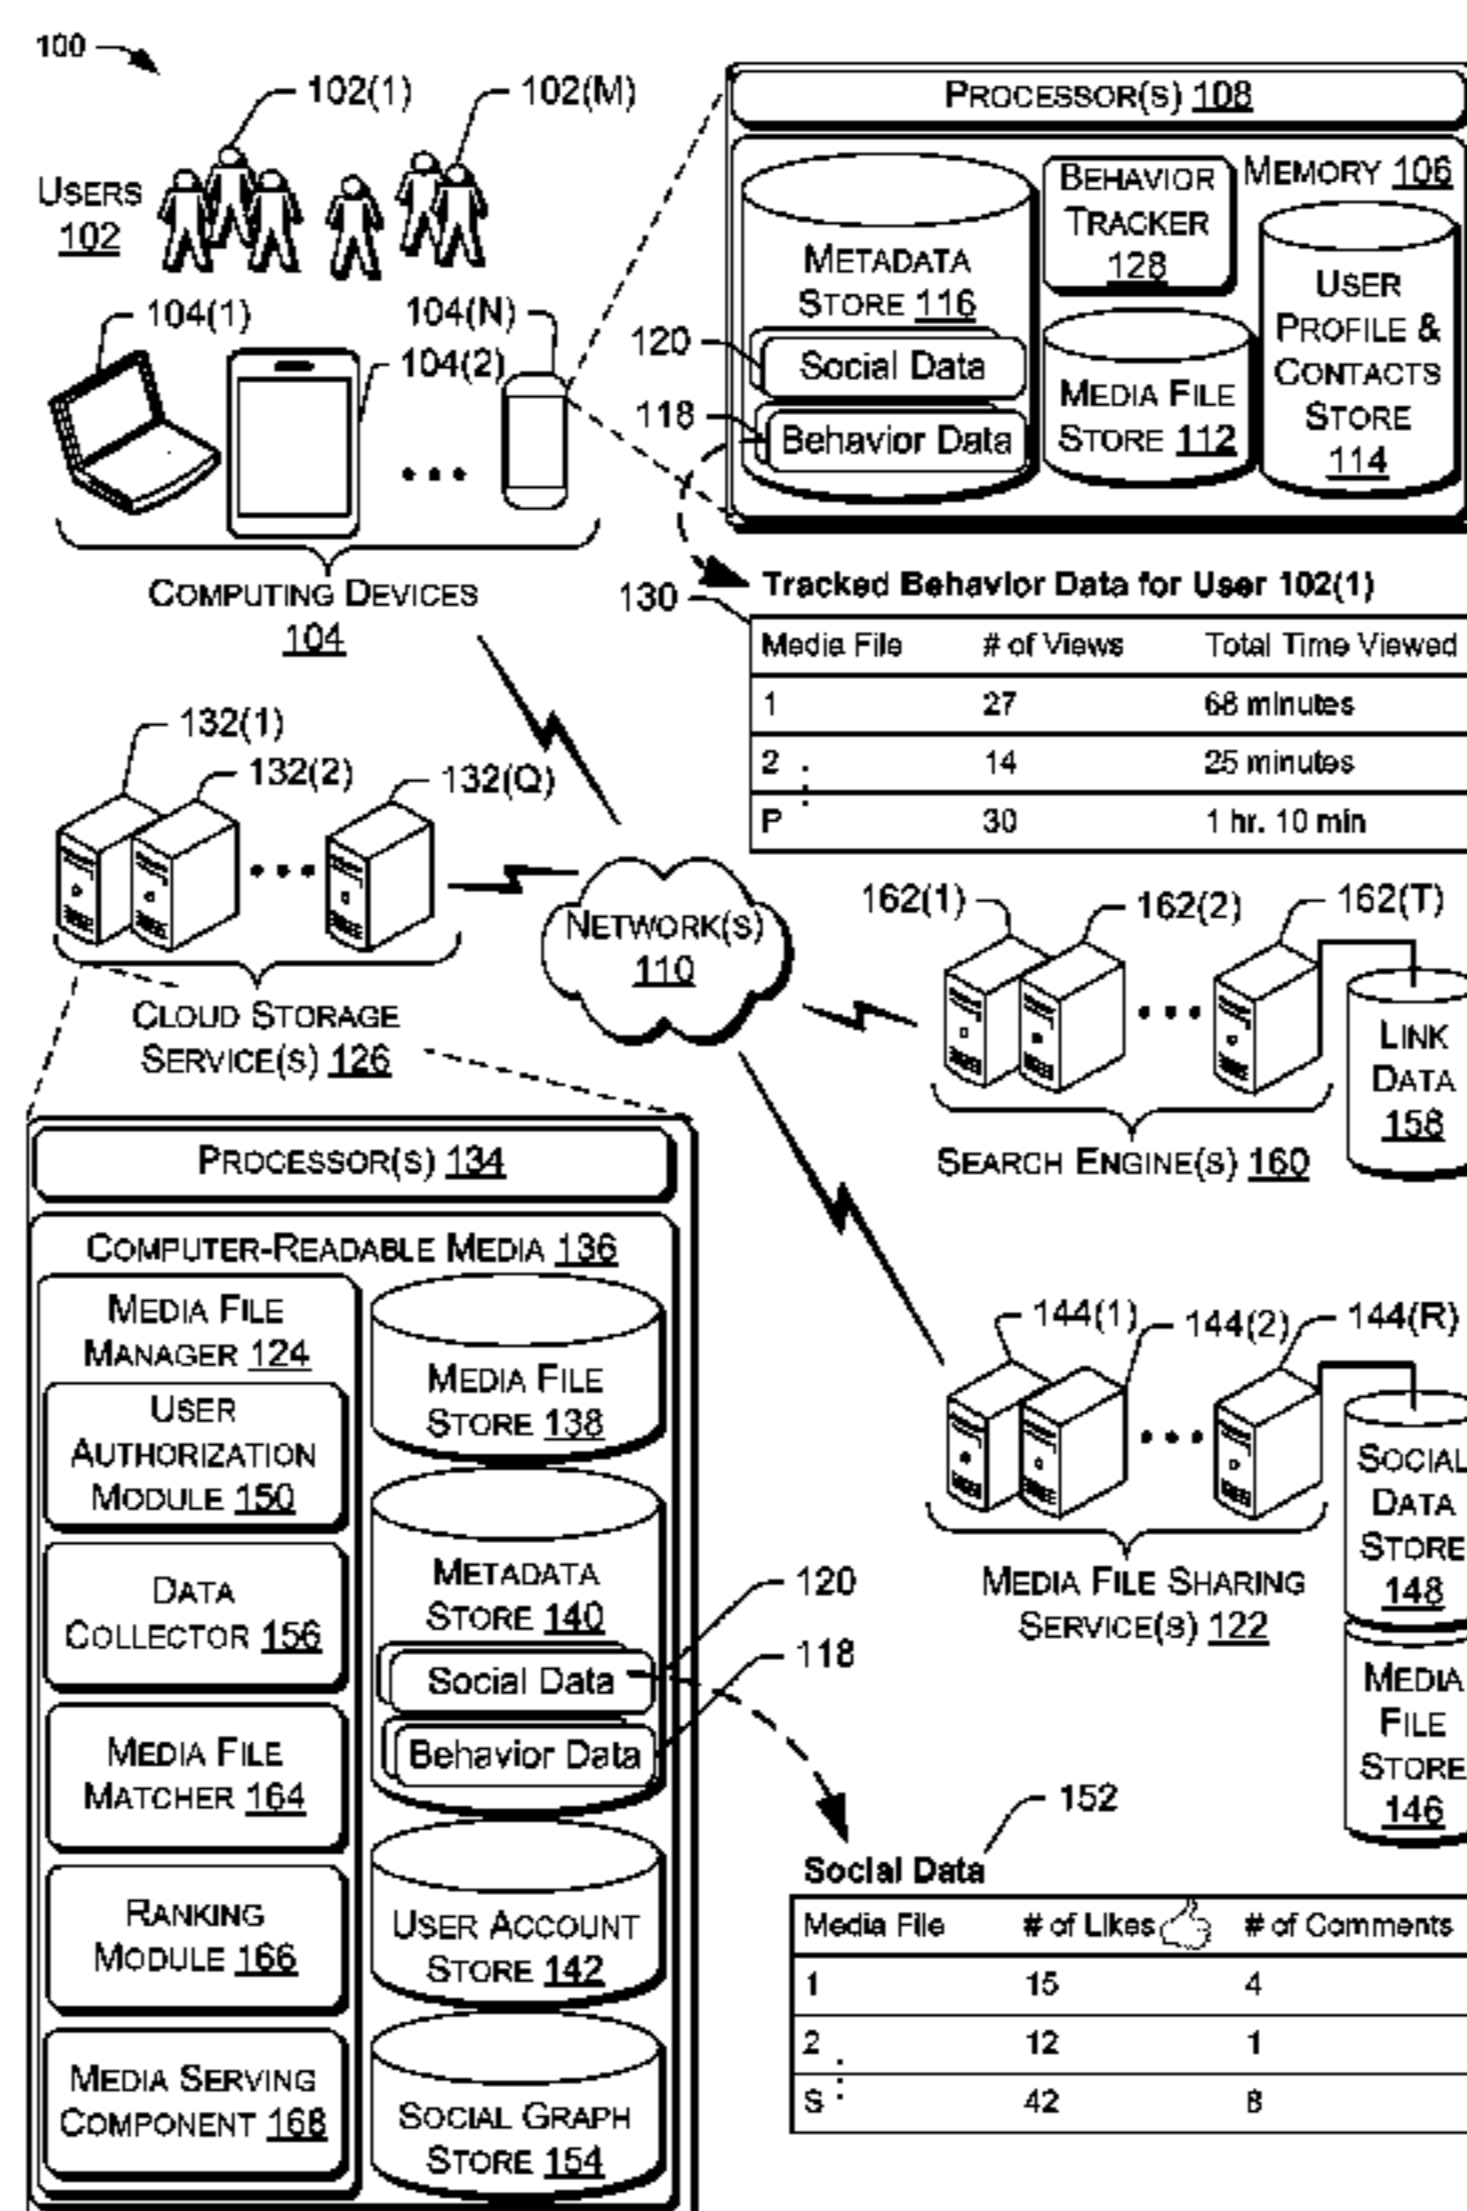 100
102(1)
102(M)
USERS
102
104(1)
104(N)
104(2)
COMPUTING DEVICES
104
PROCESSOR(S) 108
MEMORY 106
METADATA
STORE 116
120
Social Data
118
Behavior Data
BEHAVIOR
TRACKER
128
MEDIA FILE
STORE 112
USER
PROFILE &
CONTACTS
STORE
114
130
Tracked Behavior Data for User 102(1)
Media File # of Views Total Time Viewed
1 27 68 minutes
2 14 25 minutes
P 30 1 hr. 10 min
132(1)
132(2)
132(Q)
CLOUD STORAGE
SERVICE(S) 126
NETWORK(S)
110
162(1)
162(2)
162(T)
LINK
DATA
158
SEARCH ENGINE(S) 160
PROCESSOR(S) 134
COMPUTER-READABLE MEDIA 136
MEDIA FILE
MANAGER 124
USER
AUTHORIZATION
MODULE 150
DATA
COLLECTOR 156
MEDIA FILE
MATCHER 164
RANKING
MODULE 166
MEDIA SERVING
COMPONENT 168
MEDIA FILE
STORE 138
METADATA
STORE 140
120
Social Data
118
Behavior Data
USER ACCOUNT
STORE 142
SOCIAL GRAPH
STORE 154
144(1)
144(2)
144(R)
MEDIA FILE SHARING
SERVICE(S) 122
SOCIAL
DATA
STORE
148
MEDIA
FILE
STORE
146
152
Social Data
Media File # of Likes # of Comments
1 15 4
2 12 1
S 42 8